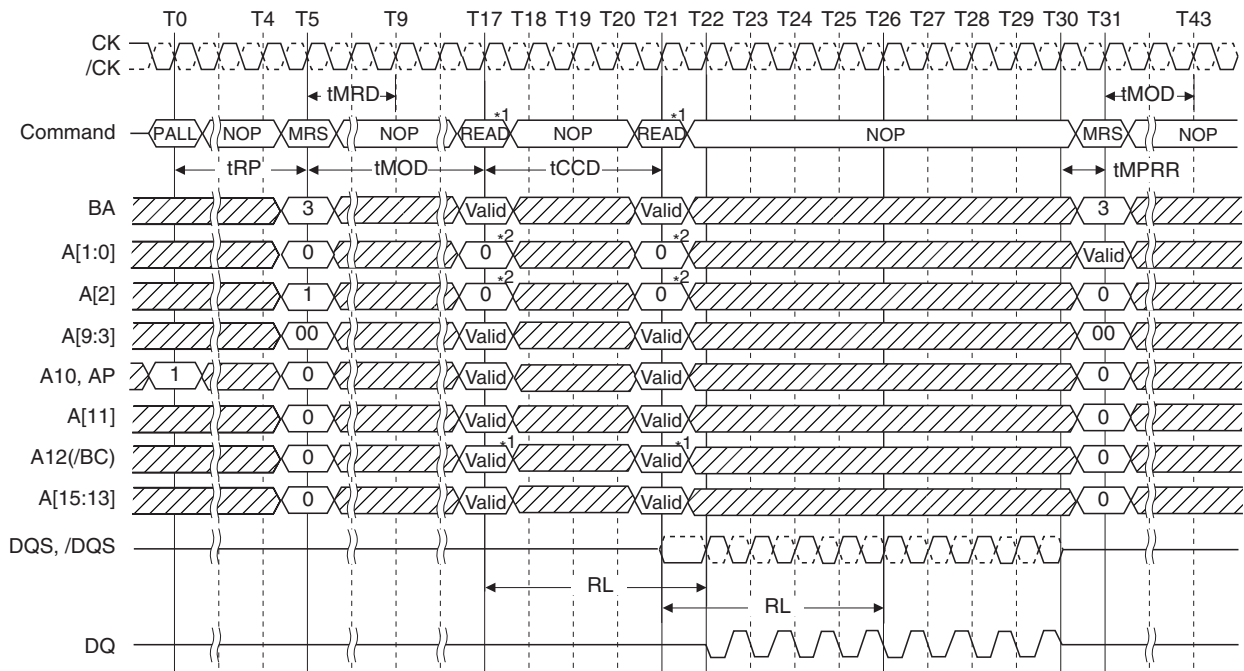 T0 T4 T5 T9 T17 T18 T19 T20 T21 T22 T23 T24 T25 T26 T27 T28 T29 T30 T31 T43
CK
/CK
tMRD tMOD
Command PALL NOP MRS NOP READ*1 NOP READ*1 NOP MRS NOP
tRP tMOD tCCD tMPRR
BA 3 Valid Valid 3
A[1:0] 0 0*2 0*2 Valid
A[2] 1 0*2 0*2 0
A[9:3] 00 Valid Valid 00
A10, AP 1 0 Valid Valid 0
A[11] 0 Valid Valid 0
A12(/BC) 0 Valid*1 Valid*1 0
A[15:13] 0 Valid Valid 0
DQS, /DQS
RL
RL
DQ